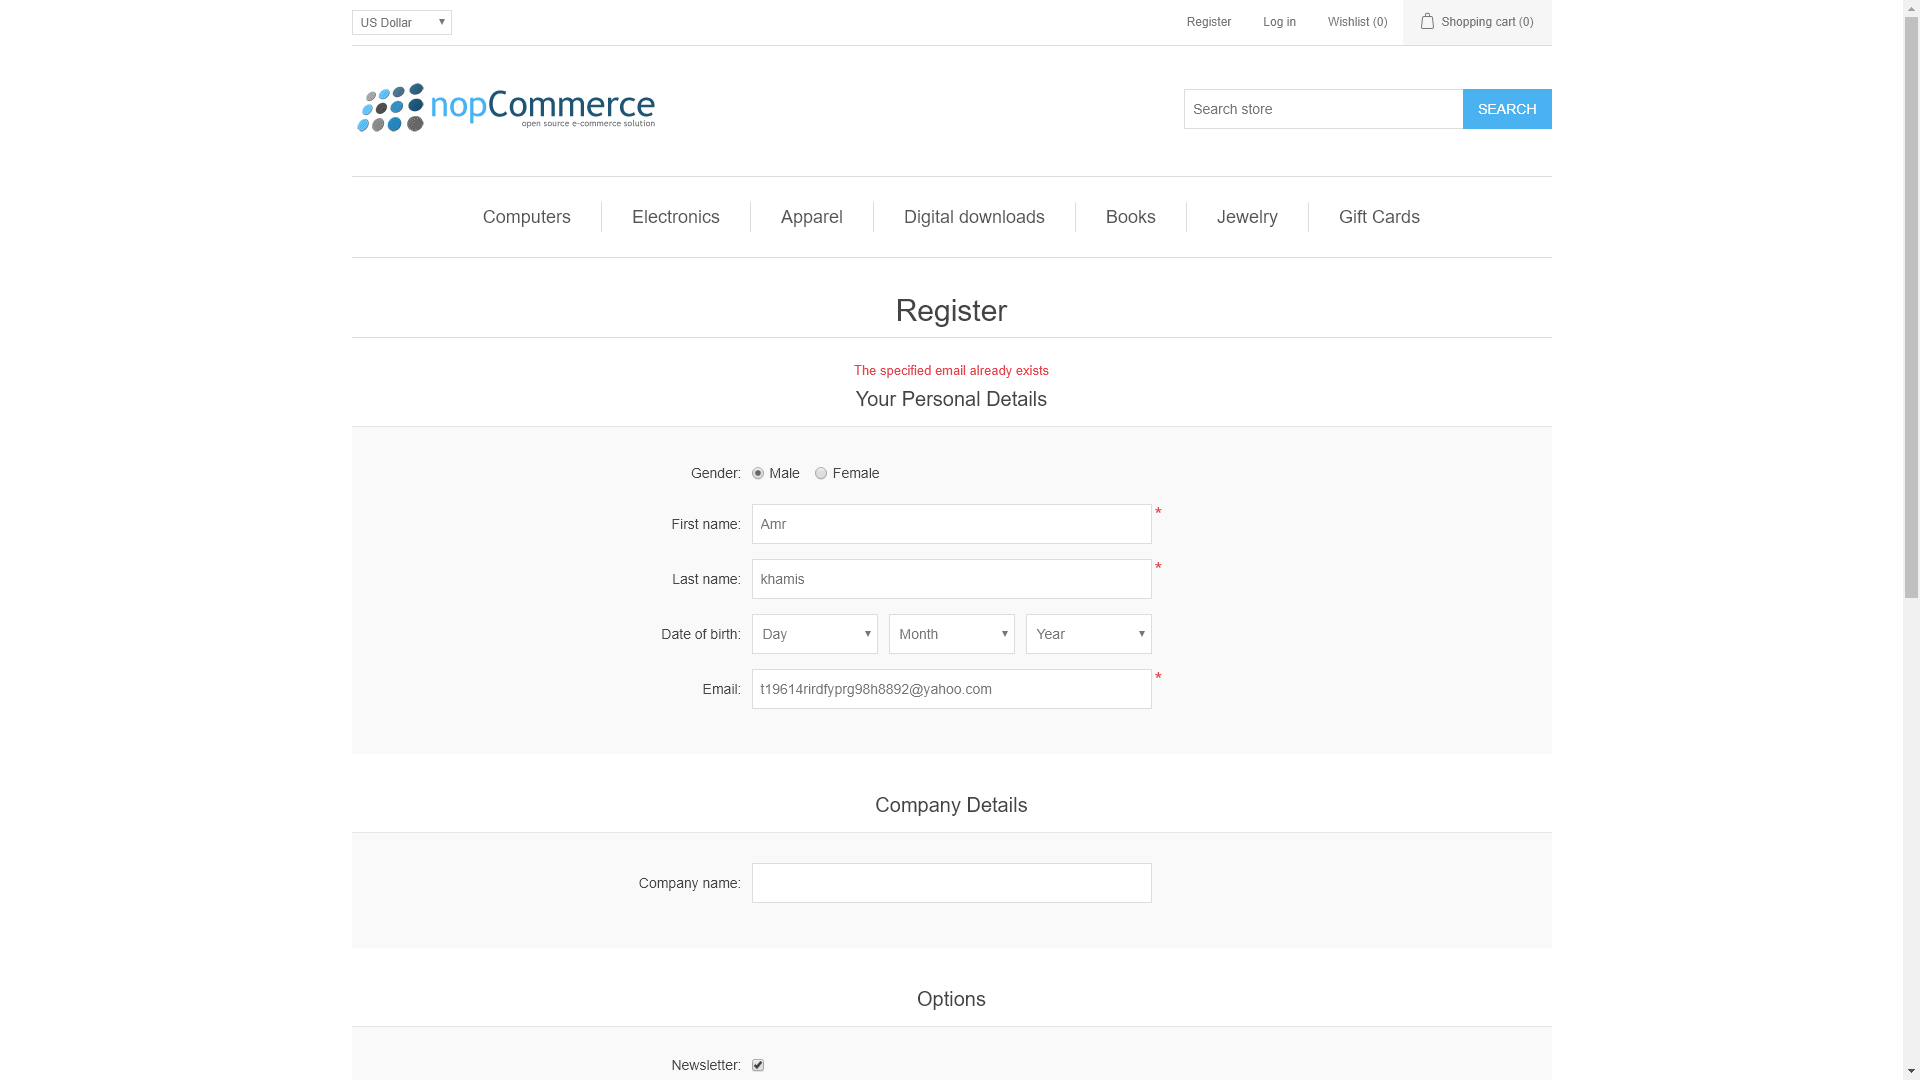 US Dollar
Register Log in Wishlist (0) Shopping cart (0)
nopCommerce
open source e-commerce solution
Search store SEARCH
Computers Electronics Apparel Digital downloads Books Jewelry Gift Cards
Register
The specified email already exists
Your Personal Details
Gender: Male Female
First name: Amr *
Last name: khamis *
Date of birth: Day Month Year
Email: t19614rirdfyprg98h8892@yahoo.com *
Company Details
Company name:
Options
Newsletter: